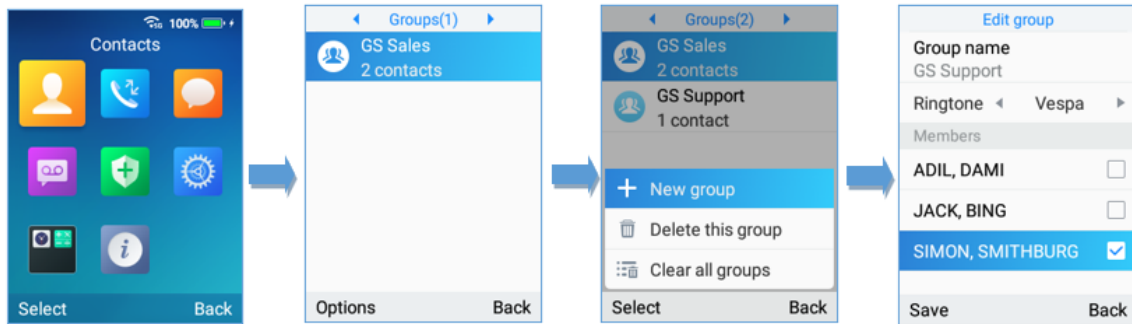 100%
Contacts
Select Back
Groups(1)
GS Sales
2 contacts
Options Back
Groups(2)
GS Sales
2 contacts
GS Support
1 contact
New group
Delete this group
Clear all groups
Select Back
Edit group
Group name
GS Support
Ringtone Vespa
Members
ADIL, DAMI
JACK, BING
SIMON, SMITHBURG
Save Back